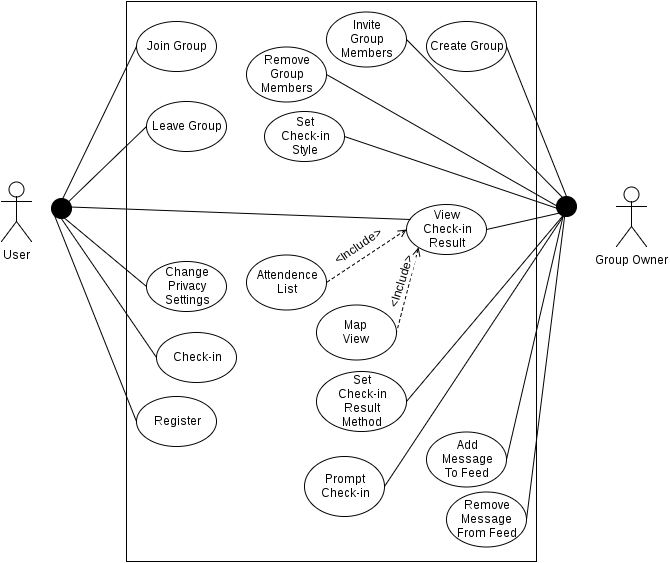 Join Group
Invite
Group
Members
Create Group
Remove
Group
Members
Leave Group
Set
Check-in
Style
View
Check-in
Result
User
Group Owner
<Include>
<Include>
Change
Privacy
Settings
Attendence
List
Map
View
Check-in
Set
Check-in
Result
Method
Register
Add
Message
To Feed
Prompt
Check-in
Remove
Message
From Feed